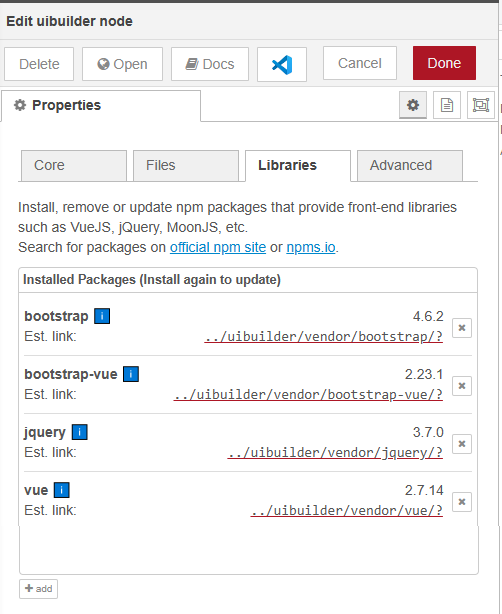 Edit uibuilder node
Delete
Open
Docs
Cancel
Done
Properties
Core
Files
Libraries
Advanced
Install, remove or update npm packages that provide front-end libraries
such as VueJS, jQuery, MoonJS, etc.
Search for packages on official npm site or npms.io.
Installed Packages (Install again to update)
bootstrap i 4.6.2
Est. link: ../uibuilder/vendor/bootstrap/?
bootstrap-vue i 2.23.1
Est. link: ../uibuilder/vendor/bootstrap-vue/?
jquery i 3.7.0
Est. link: ../uibuilder/vendor/jquery/?
vue i 2.7.14
Est. link: ../uibuilder/vendor/vue/?
+ add